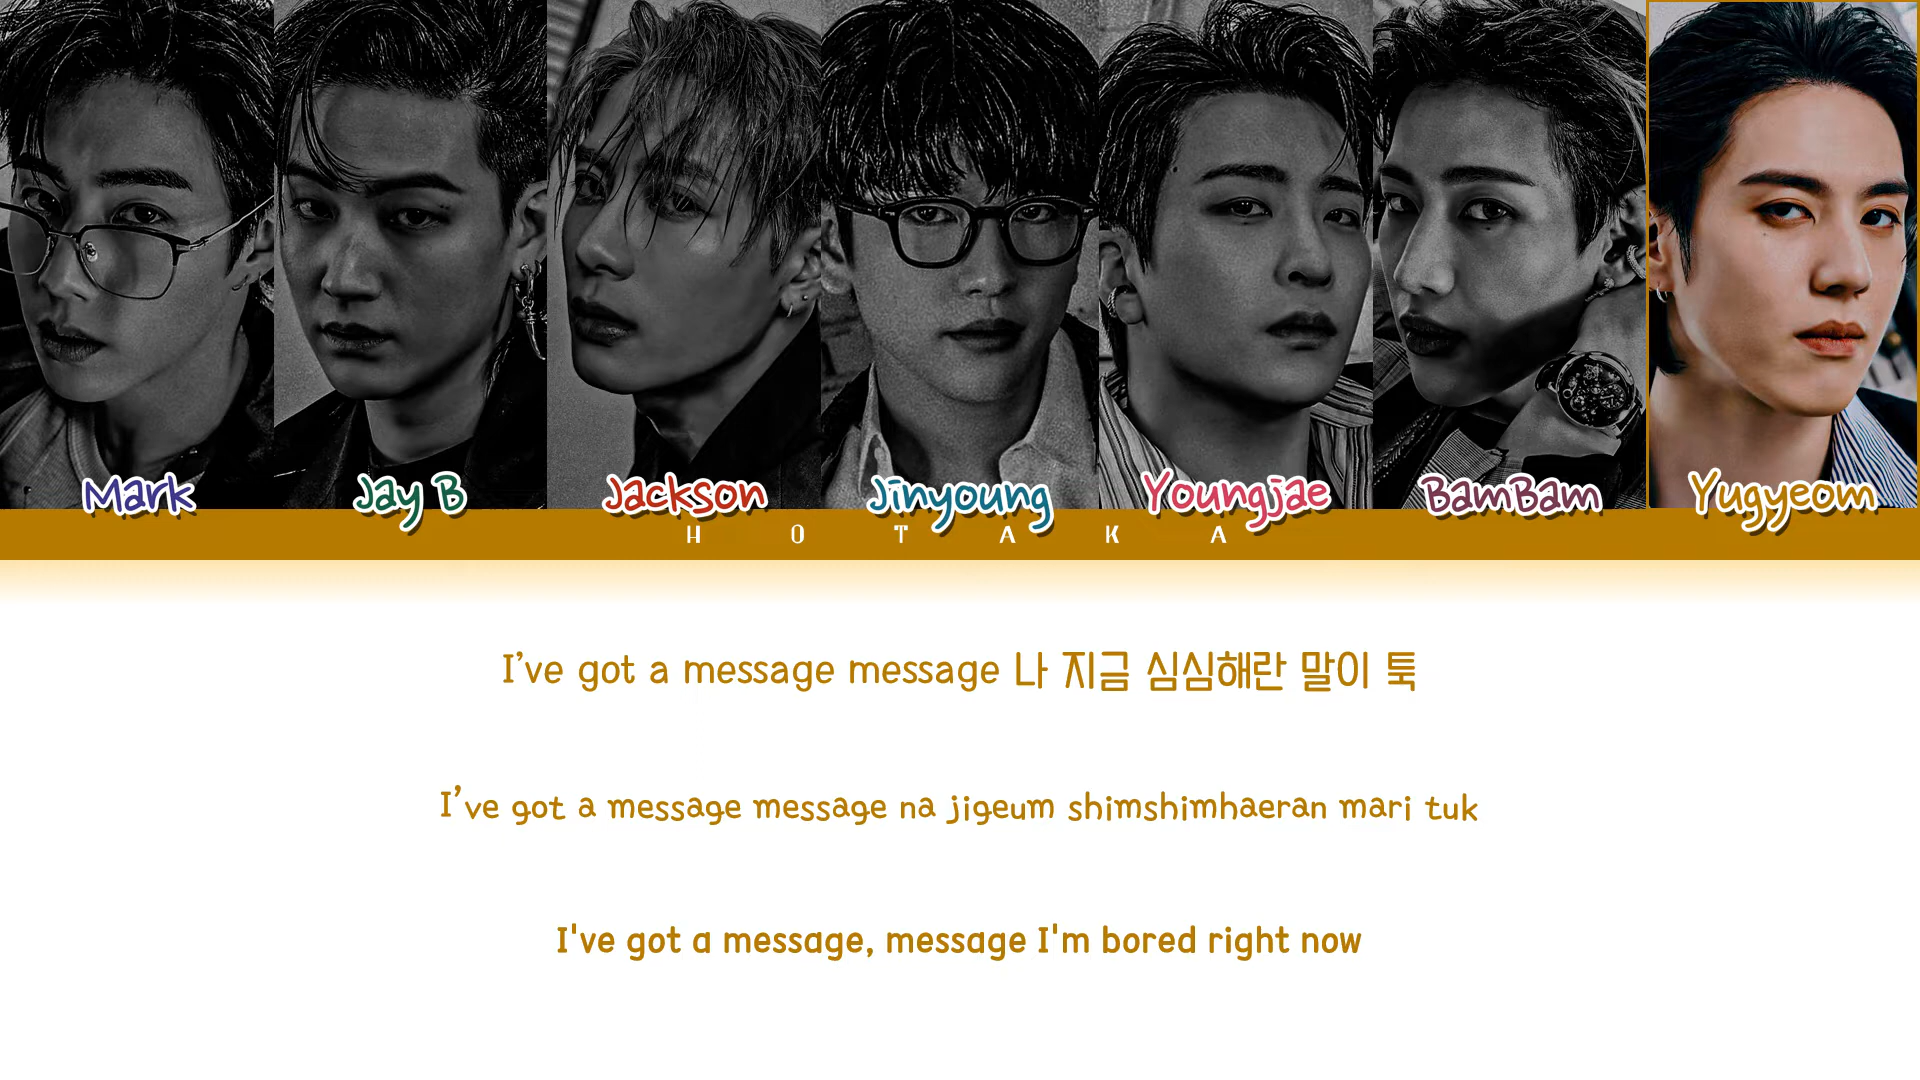 Mark Jay B Jackson Jinyoung Youngjae BamBam Yugyeom
HOTAKA
I’ve got a message message 나 지금 심심해란 말이 툭
I’ve got a message message na jigeum shimshimhaeran mari tuk
I've got a message, message I'm bored right now